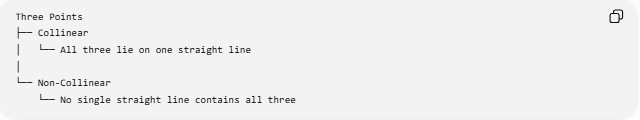 Three Points
├── Collinear
│   └── All three lie on one straight line
│
└── Non-Collinear
    └── No single straight line contains all three